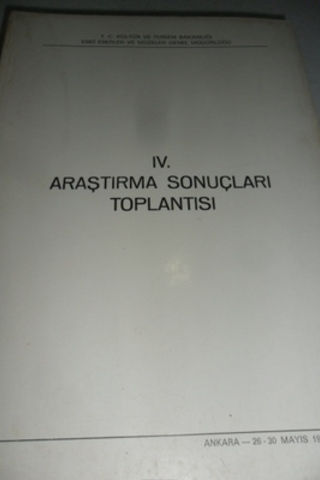 T. C. KÜLTÜR VE TURİZM BAKANLIĞI
ESKİ ESERLER VE MÜZELER GENEL MÜDÜRLÜĞÜ
IV.
ARAŞTIRMA SONUÇLARI
TOPLANTISI
ANKARA — 26-30 MAYIS 19